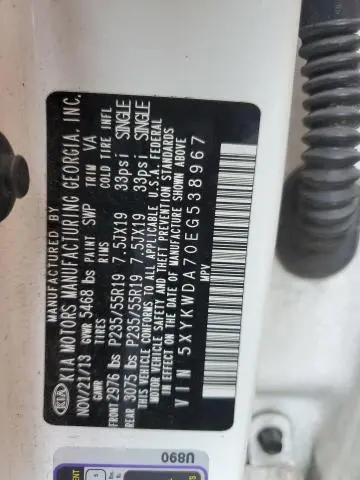 MANUFACTURED BY
KIA KIA MOTORS MANUFACTURING GEORGIA, INC.
NOV/21/13 GVWR 5468 lbs PAINT SWP TRIM VA
GAWR TIRES RIMS COLD TIRE INFL
FRONT 2976 lbs P235/55R19 7.5JX19 33psi SINGLE
REAR 3075 lbs P235/55R19 7.5JX19 33psi SINGLE
THIS VEHICLE CONFORMS TO ALL APPLICABLE U.S.A. FEDERAL
MOTOR VEHICLE SAFETY AND THEFT PREVENTION STANDARDS
IN EFFECT ON THE DATE OF MANUFACTURE SHOWN ABOVE
VIN 5XYKWDA70EG538967
MPV
U890